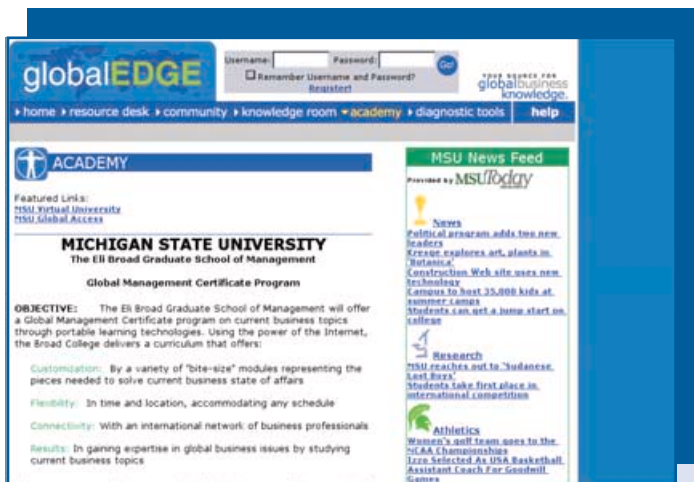 globalEDGE
Username: Password: Go!
Remember Username and Password?
Register!
YOUR SOURCE FOR
globalbusiness
knowledge.
home resource desk community knowledge room academy diagnostic tools help
ACADEMY
Featured Links:
MSU Virtual University
MSU Global Access
MICHIGAN STATE UNIVERSITY
The Eli Broad Graduate School of Management
Global Management Certificate Program
OBJECTIVE: The Eli Broad Graduate School of Management will offer
a Global Management Certificate program on current business topics
through portable learning technologies. Using the power of the Internet,
the Broad College delivers a curriculum that offers:
Customization: By a variety of "bite-size" modules representing the
pieces needed to solve current business state of affairs
Flexibility: In time and location, accommodating any schedule
Connectivity: With an international network of business professionals
Results: In gaining expertise in global business issues by studying
current business topics
MSU News Feed
Provided by MSUToday
News
Political program adds two new
leaders
Kresge explores art, plants in
'Botanica'
Construction Web site uses new
technology
Campus to host 35,000 kids at
summer camps
Students can get a jump start on
college
Research
MSU reaches out to 'Sudanese
Lost Boys'
Students take first place in
international competition
Athletics
Women's golf team goes to the
NCAA Championships
Izzo Selected As USA Basketball
Assistant Coach For Goodwill
Games